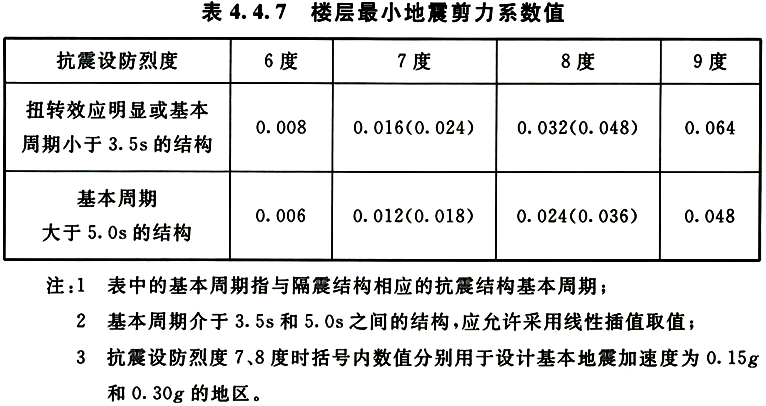 表 4.4.7 楼层最小地震剪力系数值
抗震设防烈度 6 度 7 度 8 度 9 度
扭转效应明显或基本
周期小于 3.5s 的结构 0.008 0.016(0.024) 0.032(0.048) 0.064
基本周期
大于 5.0s 的结构 0.006 0.012(0.018) 0.024(0.036) 0.048
注:1 表中的基本周期指与隔震结构相应的抗震结构基本周期;
2 基本周期介于 3.5s 和 5.0s 之间的结构,应允许采用线性插值取值;
3 抗震设防烈度 7、8 度时括号内数值分别用于设计基本地震加速度为 0.15g
和 0.30g 的地区。